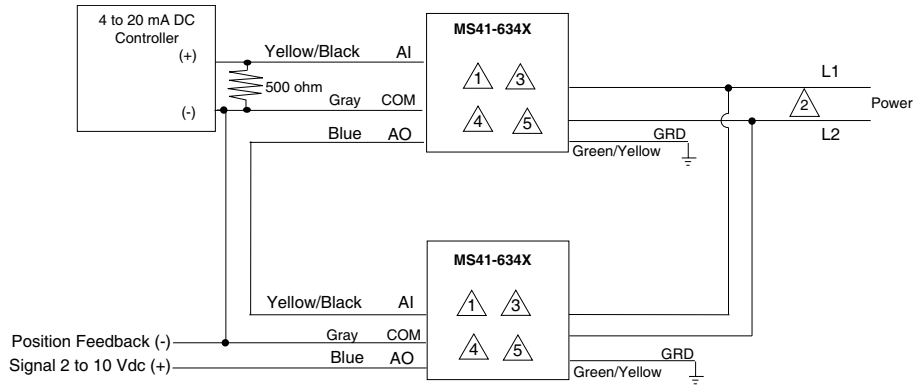 4 to 20 mA DC
Controller
(+)
(-)
Yellow/Black AI
500 ohm
Gray COM
Blue AO
MS41-634X
1 3
4 5
L1
2
Power
L2
GRD
Green/Yellow
MS41-634X
1 3
4 5
Yellow/Black AI
Gray COM
Blue AO
Position Feedback (-)
Signal 2 to 10 Vdc (+)
GRD
Green/Yellow